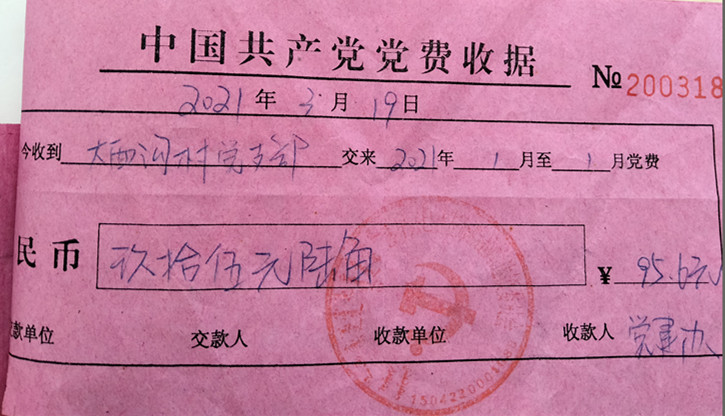 中国共产党党费收据
№ 200318
2021年3月19日
今收到 大西沟村党支部 交来 2021年 1 月至 1 月党费
民币 玖拾伍元陆角 ¥ 95.6元
款单位 交款人 收款单位 收款人 党建办